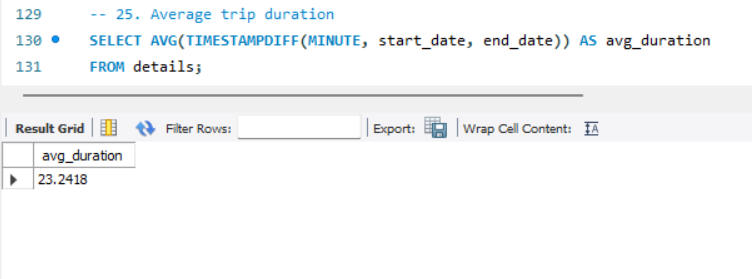 129 -- 25. Average trip duration
130 SELECT AVG(TIMESTAMPDIFF(MINUTE, start_date, end_date)) AS avg_duration
131 FROM details;
Result Grid Filter Rows: Export: Wrap Cell Content: IA
avg_duration
23.2418